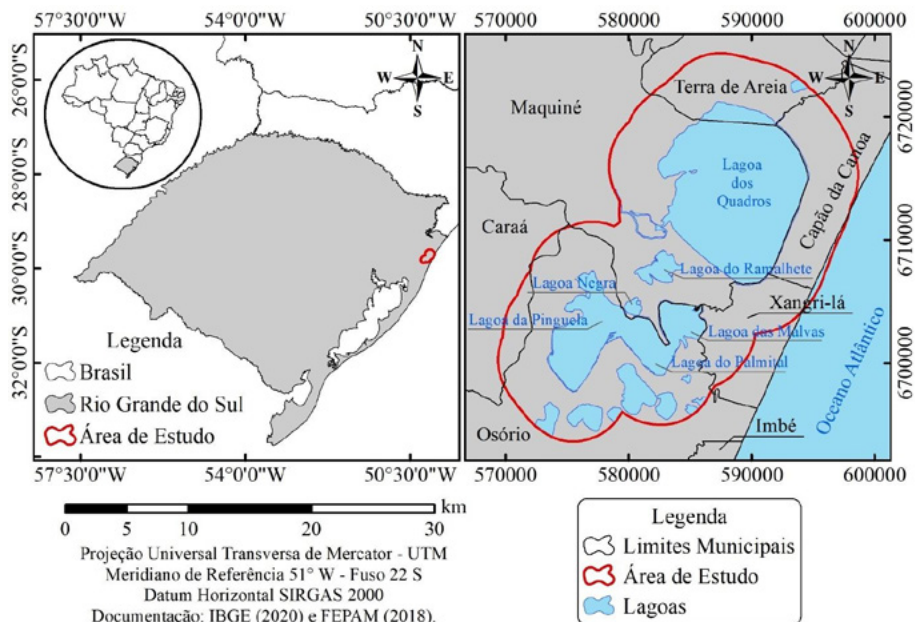 57°30'0"W 54°0'0"W 50°30'0"W
26°0'0"S
28°0'0"S
30°0'0"S
32°0'0"S
N
W E
S
Legenda
Brasil
Rio Grande do Sul
Área de Estudo
57°30'0"W 54°0'0"W 50°30'0"W
570000 580000 590000 600000
N
W E
S
Terra de Areia
Maquiné
6720000
Lagoa
dos
Quadros
Capão da Canoa
6710000
Caraá
Lagoa do Ramalhete
Lagoa Negra
Xangri-lá
Lagoa da Pinguela
Lagoa das Malvas
Lagoa do Palmital
6700000
Oceano Atlântico
Osório
Imbé
570000 580000 590000 600000
km
0 5 10 20 30
Projeção Universal Transversa de Mercator - UTM
Meridiano de Referência 51° W - Fuso 22 S
Datum Horizontal SIRGAS 2000
Documentação: IBGE (2020) e FEPAM (2018).
Legenda
Limites Municipais
Área de Estudo
Lagoas